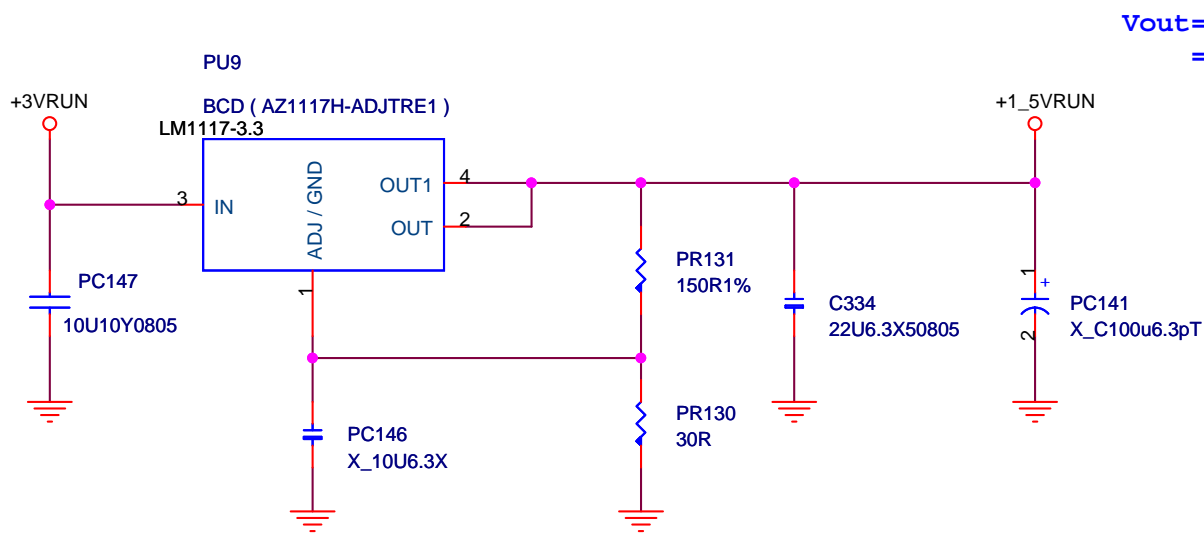 Vout=
=
PU9
BCD ( AZ1117H-ADJTRE1 )
LM1117-3.3
+3VRUN
+1_5VRUN
3
IN
ADJ / GND
OUT1
4
OUT
2
1
PC147
10U10Y0805
PR131
150R1%
C334
22U6.3X50805
1
+
2
PC141
X_C100u6.3pT
PC146
X_10U6.3X
PR130
30R